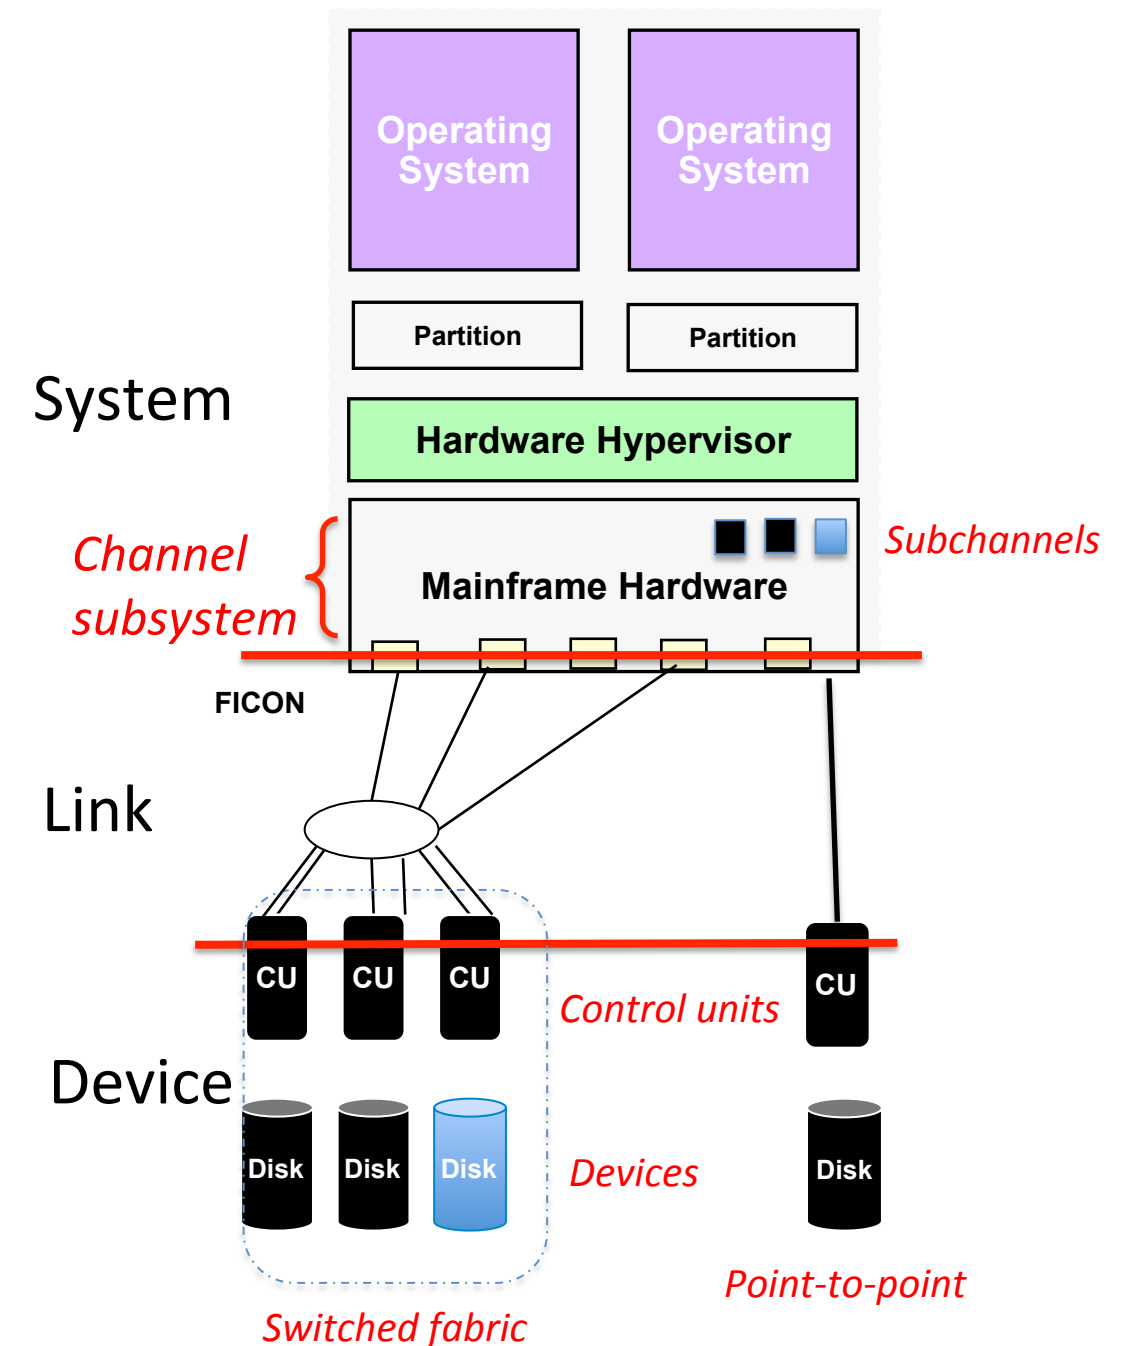 Operating
System
Operating
System
Partition
Partition
System
Hardware Hypervisor
Channel
subsystem
Subchannels
Mainframe Hardware
FICON
Link
CU
CU
CU
CU
Control units
Device
Disk
Disk
Disk
Devices
Disk
Point-to-point
Switched fabric